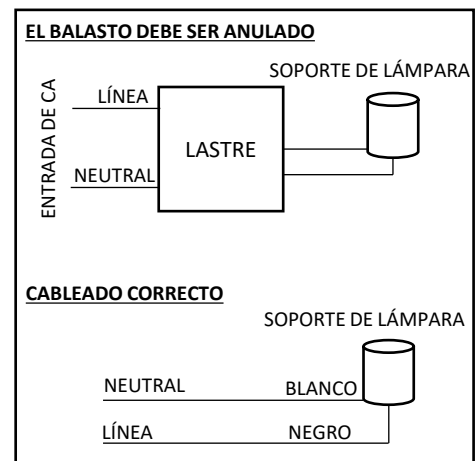 EL BALASTO DEBE SER ANULADO
SOPORTE DE LÁMPARA
ENTRADA DE CA
LÍNEA
LASTRE
NEUTRAL
CABLEADO CORRECTO
SOPORTE DE LÁMPARA
NEUTRAL BLANCO
LÍNEA NEGRO